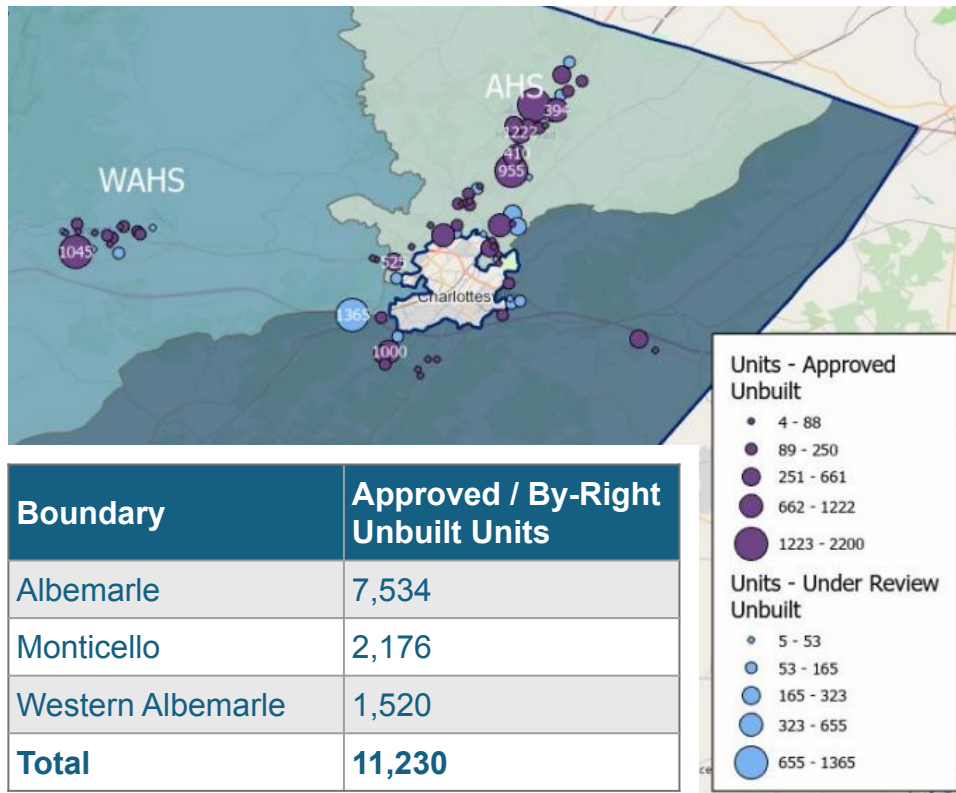 AHS
394
1222
410
955
WAHS
1045
525
Charlottes
1365
1000
Units - Approved
Unbuilt
4 - 88
89 - 250
251 - 661
662 - 1222
1223 - 2200
Units - Under Review
Unbuilt
5 - 53
53 - 165
165 - 323
323 - 655
655 - 1365
Boundary Approved / By-Right
Unbuilt Units
Albemarle 7,534
Monticello 2,176
Western Albemarle 1,520
Total 11,230